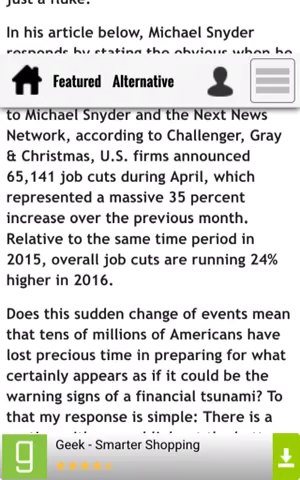 just a fluke.
In his article below, Michael Snyder
responds by stating the obvious when he
Featured Alternative
to Michael Snyder and the Next News
Network, according to Challenger, Gray
& Christmas, U.S. firms announced
65,141 job cuts during April, which
represented a massive 35 percent
increase over the previous month.
Relative to the same time period in
2015, overall job cuts are running 24%
higher in 2016.
Does this sudden change of events mean
that tens of millions of Americans have
lost precious time in preparing for what
certainly appears as if it could be the
warning signs of a financial tsunami? To
that my response is simple: There is a
Geek - Smarter Shopping
g